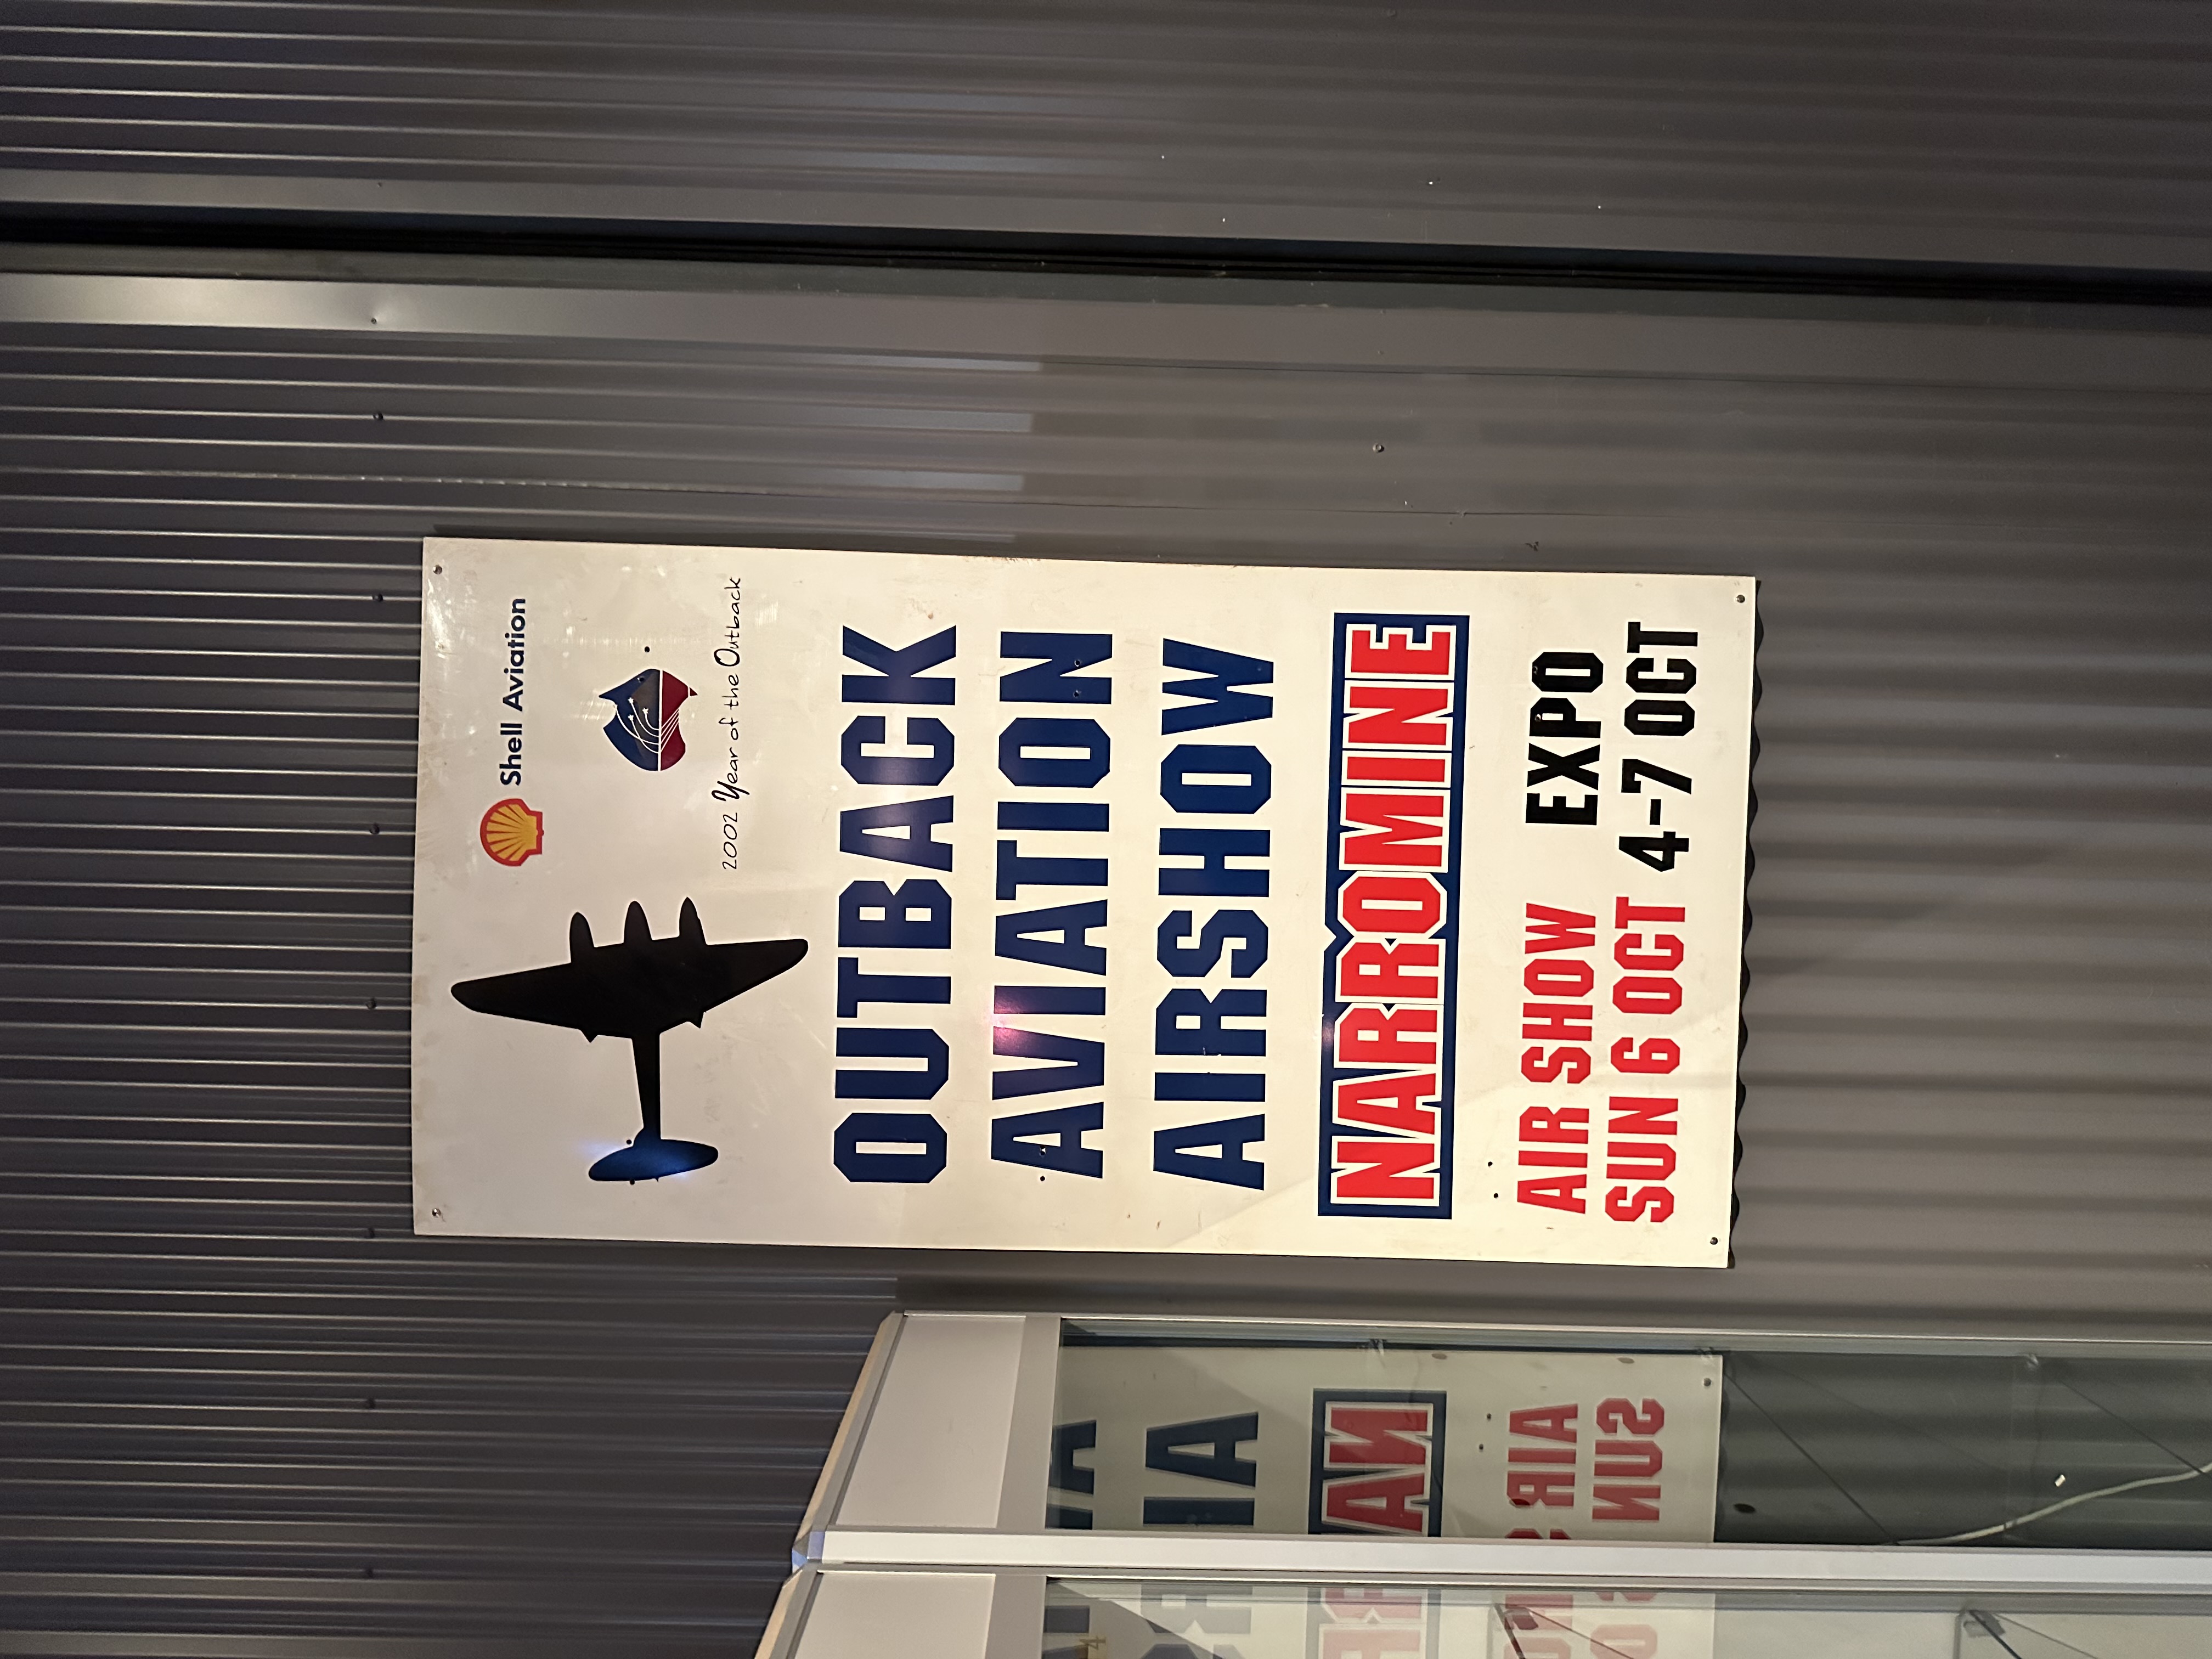 Shell Aviation
2002 Year of the Outback
OUTBACK
AVIATION
AIRSHOW
NARROMINE
AIR SHOW EXPO
SUN 6 OCT 4-7 OCT